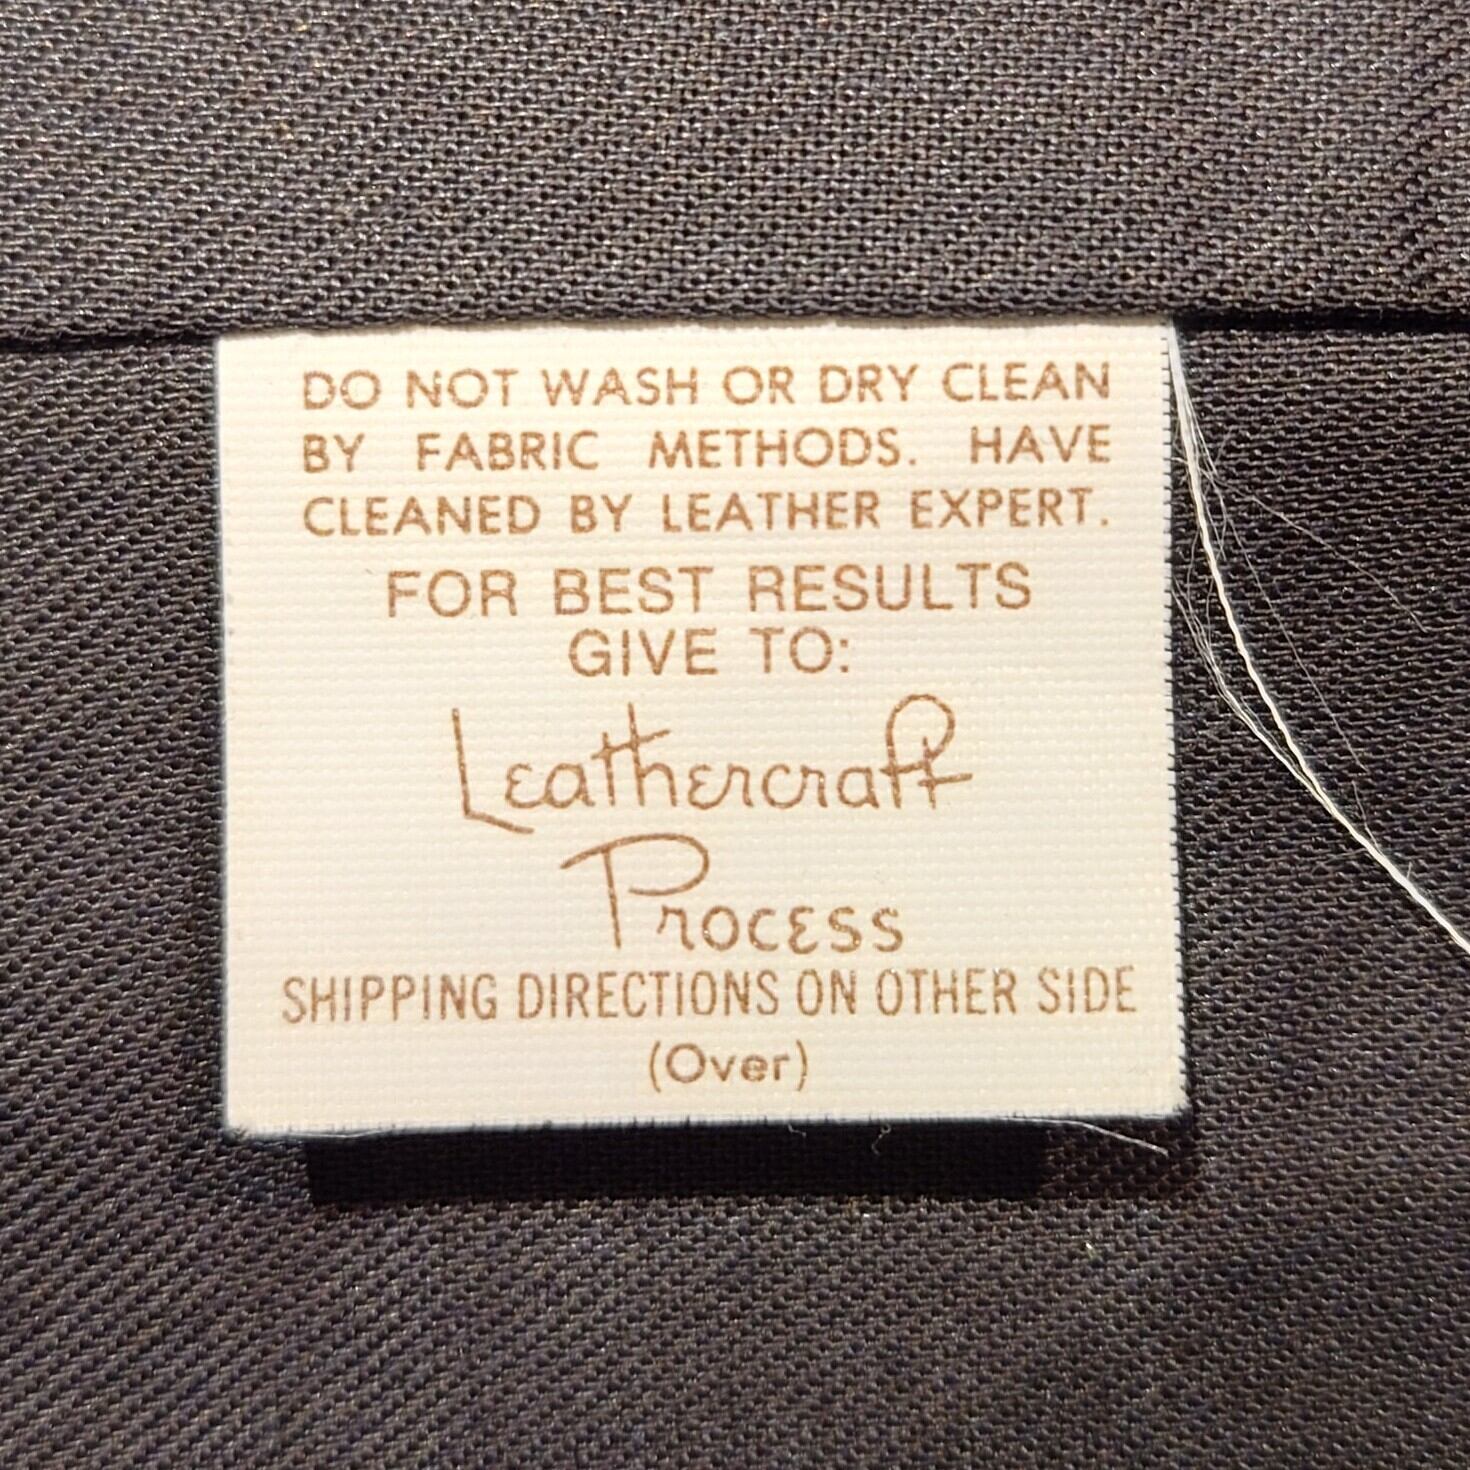 DO NOT WASH OR DRY CLEAN
BY FABRIC METHODS. HAVE
CLEANED BY LEATHER EXPERT.
FOR BEST RESULTS
GIVE TO:
Leathercraft
Process
SHIPPING DIRECTIONS ON OTHER SIDE
(Over)